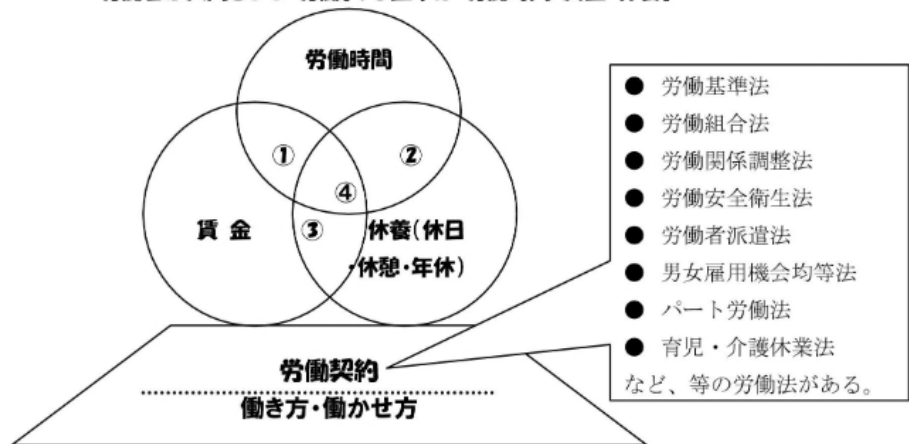 労働時間
①
②
④
賃 金
③
休養(休日
・休憩・年休)
労働契約
働き方・働かせ方
● 労働基準法
● 労働組合法
● 労働関係調整法
● 労働安全衛生法
● 労働者派遣法
● 男女雇用機会均等法
● パート労働法
● 育児・介護休業法
など、等の労働法がある。